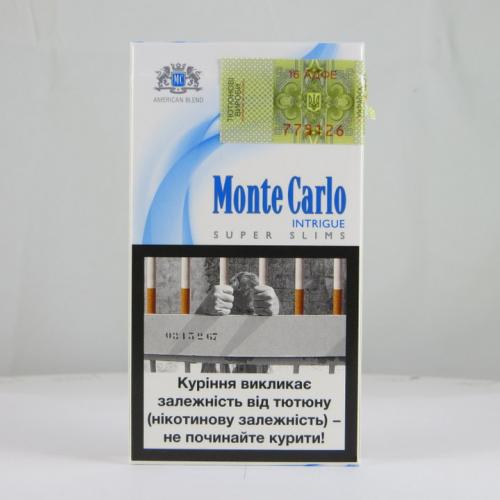 MC
AMERICAN BLEND
ТЮТЮНОВІ
ВИРОБИ
16 АДФЕ
773126
Monte Carlo
INTRIGUE
SUPER SLIMS
Куріння викликає
залежність від тютюну
(нікотинову залежність) –
не починайте курити!